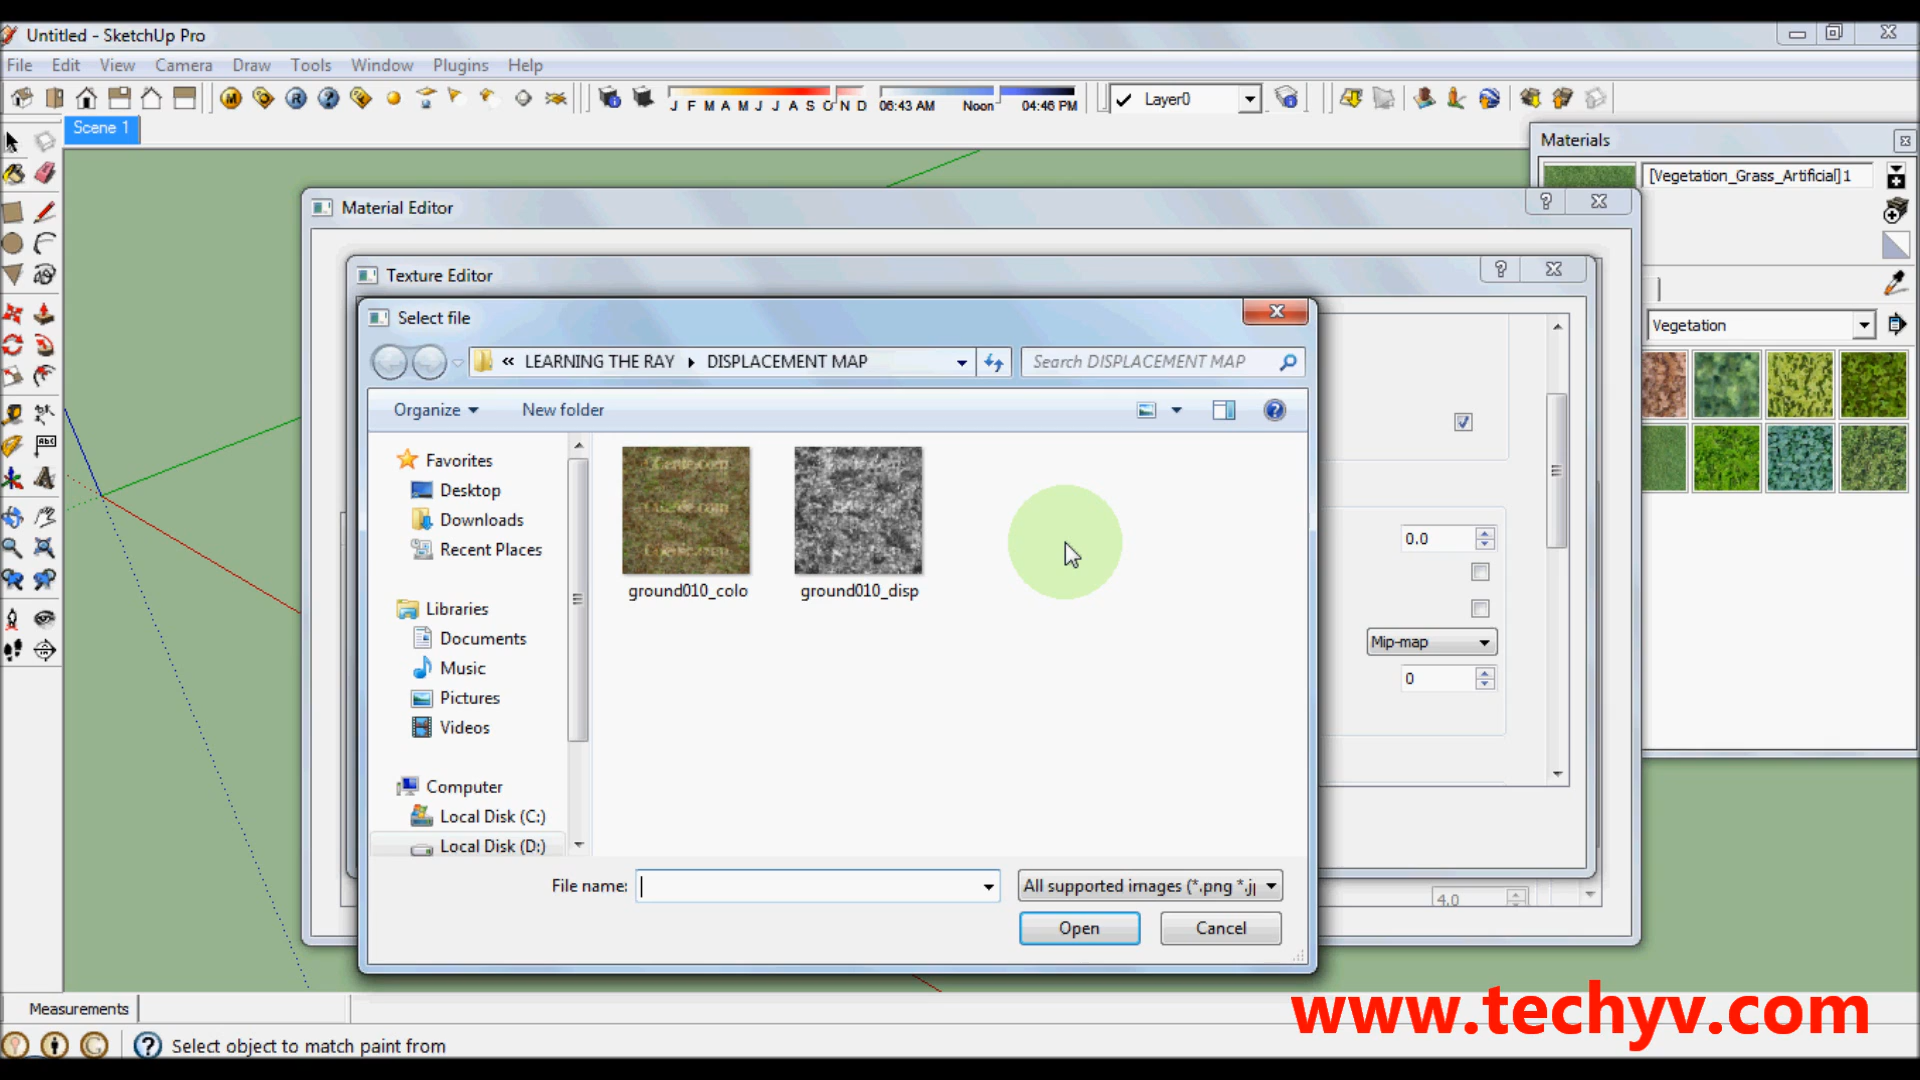 Untitled - SketchUp Pro
File Edit View Camera Draw Tools Window Plugins Help
J F M A M J J A S O N D 06:43 AM Noon 04:46 PM Layer0
Scene 1
Materials
[Vegetation_Grass_Artificial]1
Material Editor
Texture Editor
Select file
Vegetation
« LEARNING THE RAY DISPLACEMENT MAP Search DISPLACEMENT MAP
Organize New folder
Favorites
Desktop
Downloads
Recent Places
Libraries
Documents
Music
Pictures
Videos
Computer
Local Disk (C:)
Local Disk (D:)
ground010_colo ground010_disp
0.0
Mip-map
0
File name: All supported images (*.png *.j
4.0
Open Cancel
Measurements
www.techyv.com
Select object to match paint from